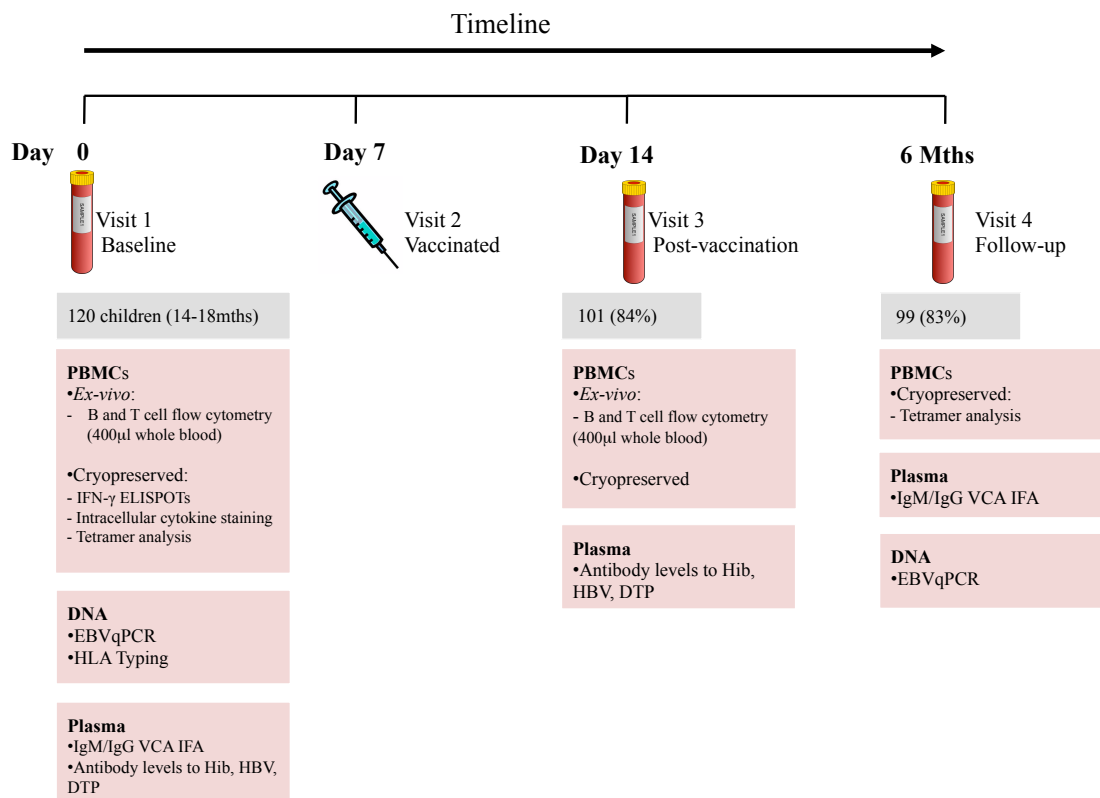 Timeline
Day 0
Day 7
Day 14
6 Mths
SAMPLE1
Visit 1
Baseline
Visit 2
Vaccinated
SAMPLE1
Visit 3
Post-vaccination
SAMPLE1
Visit 4
Follow-up
120 children (14-18mths)
101 (84%)
99 (83%)
PBMCs
•Ex-vivo:
- B and T cell flow cytometry
(400μl whole blood)
•Cryopreserved:
- IFN-γ ELISPOTs
- Intracellular cytokine staining
- Tetramer analysis
DNA
•EBVqPCR
•HLA Typing
Plasma
•IgM/IgG VCA IFA
•Antibody levels to Hib, HBV,
DTP
PBMCs
•Ex-vivo:
- B and T cell flow cytometry
(400μl whole blood)
•Cryopreserved
Plasma
•Antibody levels to Hib,
HBV, DTP
PBMCs
•Cryopreserved:
- Tetramer analysis
Plasma
•IgM/IgG VCA IFA
DNA
•EBVqPCR